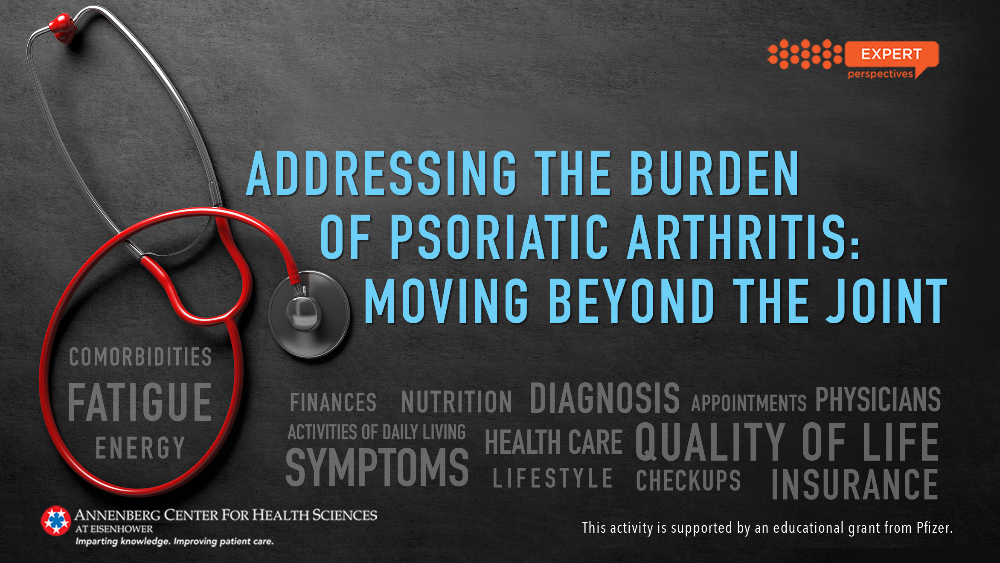 EXPERT
perspectives
ADDRESSING THE BURDEN
OF PSORIATIC ARTHRITIS:
MOVING BEYOND THE JOINT
COMORBIDITIES
FATIGUE
ENERGY
FINANCES NUTRITION DIAGNOSIS APPOINTMENTS PHYSICIANS
ACTIVITIES OF DAILY LIVING HEALTH CARE QUALITY OF LIFE
SYMPTOMS LIFESTYLE CHECKUPS INSURANCE
ANNENBERG CENTER FOR HEALTH SCIENCES
AT EISENHOWER
Imparting knowledge. Improving patient care.
This activity is supported by an educational grant from Pfizer.